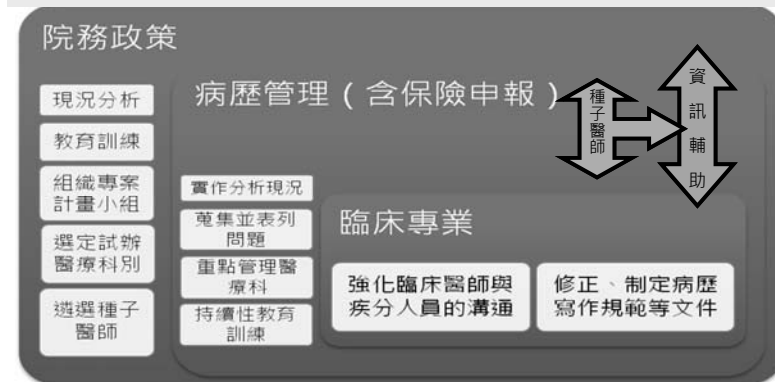 院務政策
現況分析
教育訓練
組織專案
計畫小組
選定試辦
醫療科別
遴選種子
醫師
病歷管理(含保險申報)
實作分析現況
蒐集並表列
問題
重點管理醫
療科
持續性教育
訓練
臨床專業
強化臨床醫師與
疾分人員的溝通
修正、制定病歷
寫作規範等文件
種子醫師
資訊輔助